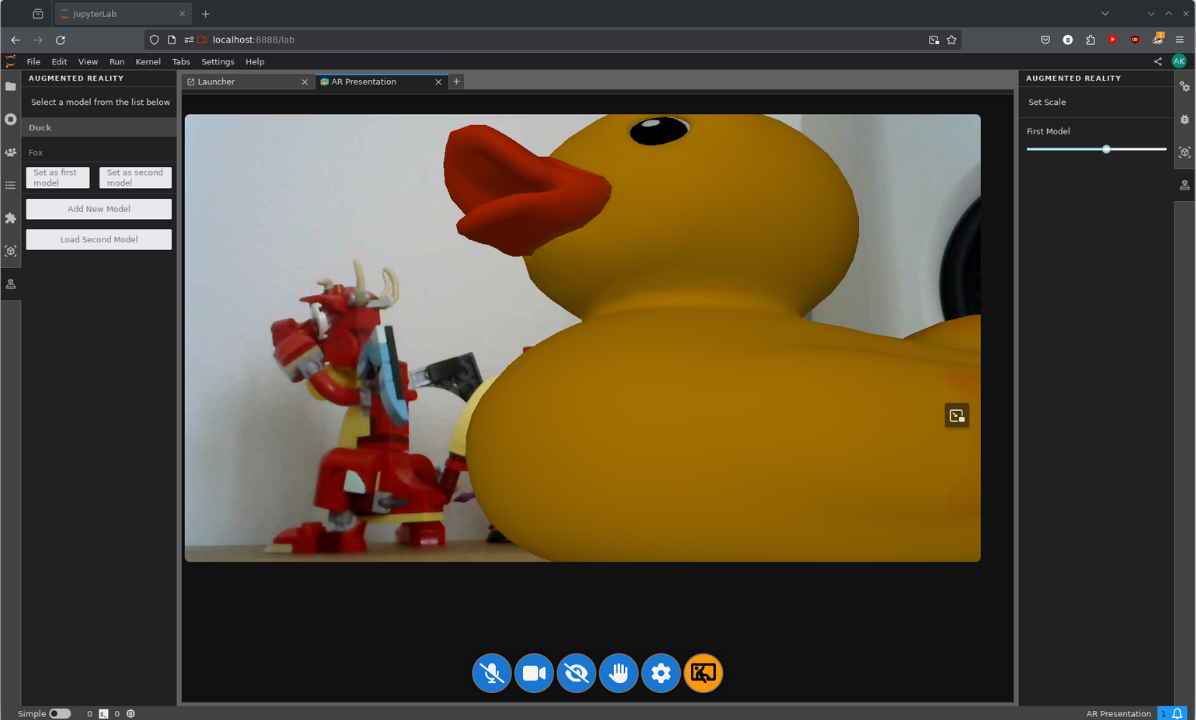 JupyterLab
localhost:8888/lab
File Edit View Run Kernel Tabs Settings Help
AK
AUGMENTED REALITY
Select a model from the list below
Duck
Fox
Set as first model
Set as second model
Add New Model
Load Second Model
Launcher
AR Presentation
AUGMENTED REALITY
Set Scale
First Model
Simple
0
0
AR Presentation
1